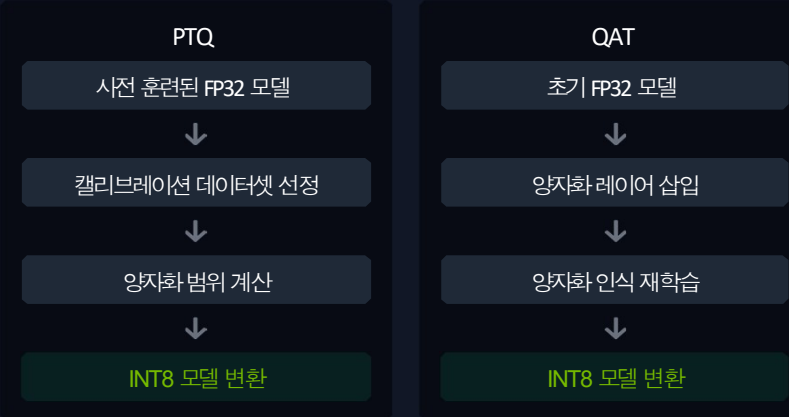 PTQ
사전 훈련된 FP32 모델
캘리브레이션 데이터셋 선정
양자화 범위 계산
INT8 모델 변환
QAT
초기 FP32 모델
양자화 레이어 삽입
양자화 인식 재학습
INT8 모델 변환